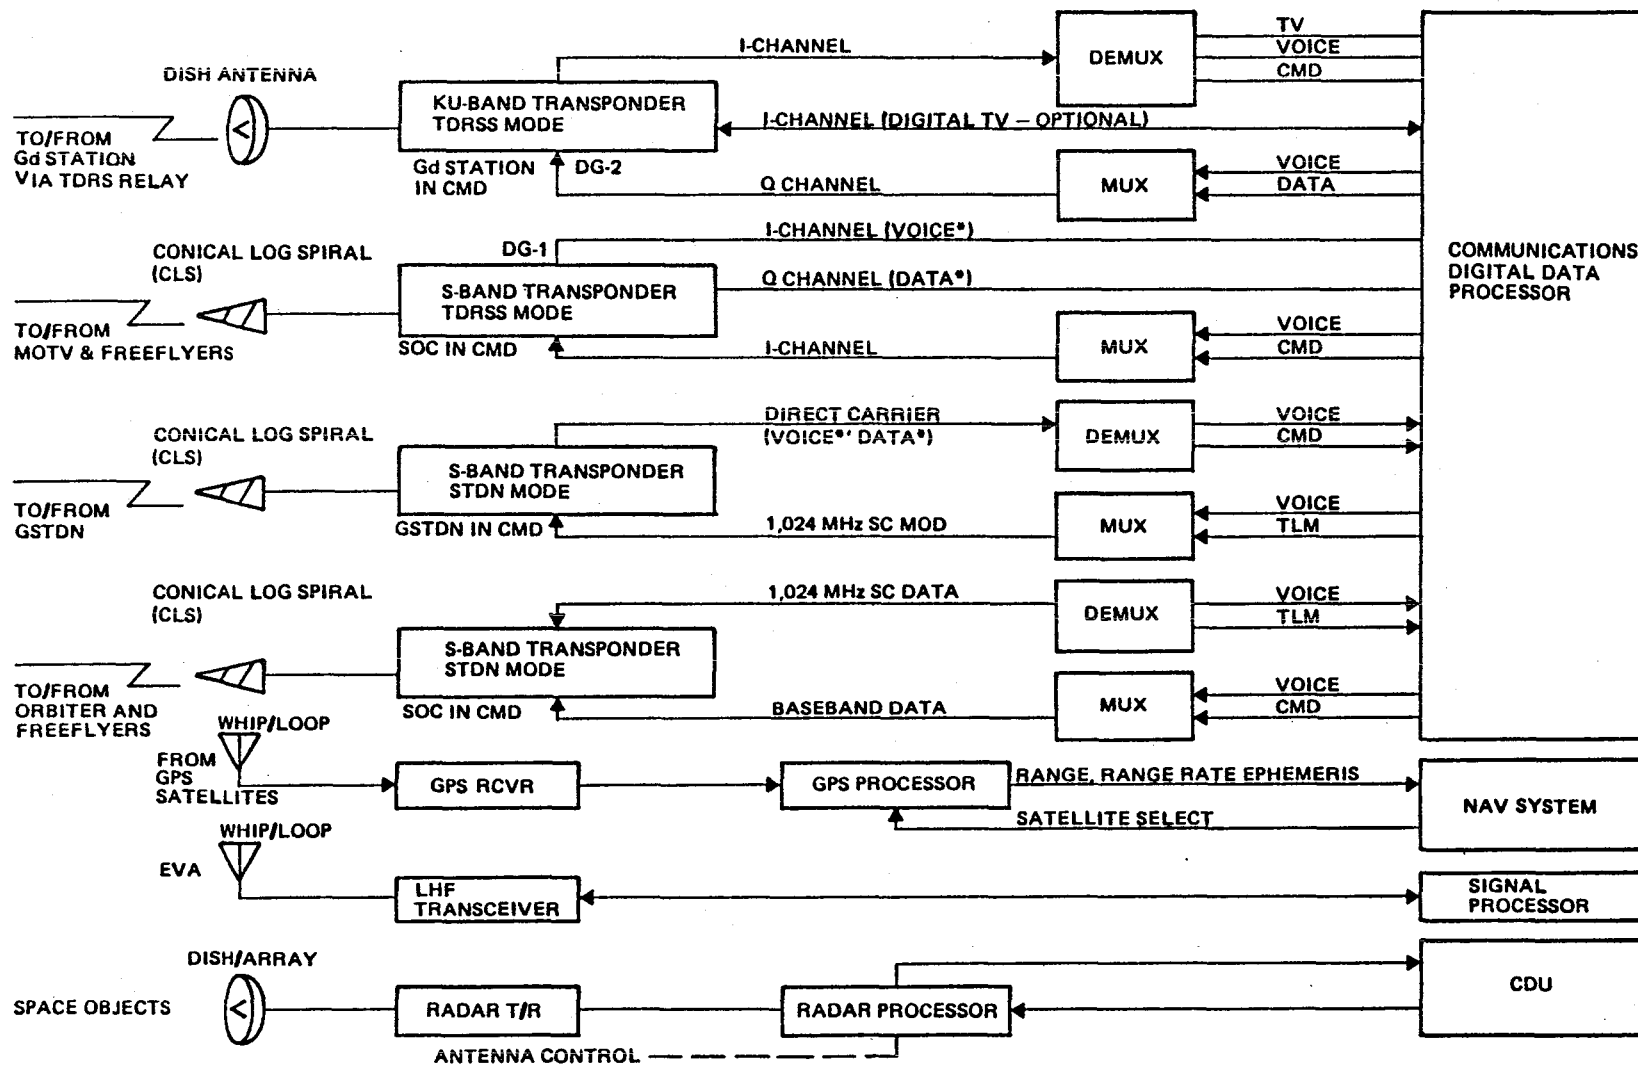 I-CHANNEL
DEMUX
TV
VOICE
CMD
DISH ANTENNA
KU-BAND TRANSPONDER
TDRSS MODE
I-CHANNEL (DIGITAL TV – OPTIONAL)
TO/FROM
Gd STATION
VIA TDRS RELAY
Gd STATION
IN CMD
DG-2
Q CHANNEL
MUX
VOICE
DATA
COMMUNICATIONS
DIGITAL DATA
PROCESSOR
CONICAL LOG SPIRAL
(CLS)
DG-1
I-CHANNEL (VOICE*)
S-BAND TRANSPONDER
TDRSS MODE
Q CHANNEL (DATA*)
TO/FROM
MOTV & FREEFLYERS
SOC IN CMD
I-CHANNEL
MUX
VOICE
CMD
CONICAL LOG SPIRAL
(CLS)
DIRECT CARRIER
(VOICE*' DATA*)
DEMUX
VOICE
CMD
S-BAND TRANSPONDER
STDN MODE
TO/FROM
GSTDN
GSTDN IN CMD
1,024 MHz SC MOD
MUX
VOICE
TLM
CONICAL LOG SPIRAL
(CLS)
1,024 MHz SC DATA
DEMUX
VOICE
TLM
S-BAND TRANSPONDER
STDN MODE
TO/FROM
ORBITER AND
FREEFLYERS
SOC IN CMD
BASEBAND DATA
MUX
VOICE
CMD
WHIP/LOOP
FROM
GPS
SATELLITES
GPS RCVR
GPS PROCESSOR
RANGE, RANGE RATE EPHEMERIS
SATELLITE SELECT
NAV SYSTEM
WHIP/LOOP
EVA
LHF
TRANSCEIVER
SIGNAL
PROCESSOR
DISH/ARRAY
SPACE OBJECTS
RADAR T/R
RADAR PROCESSOR
CDU
ANTENNA CONTROL